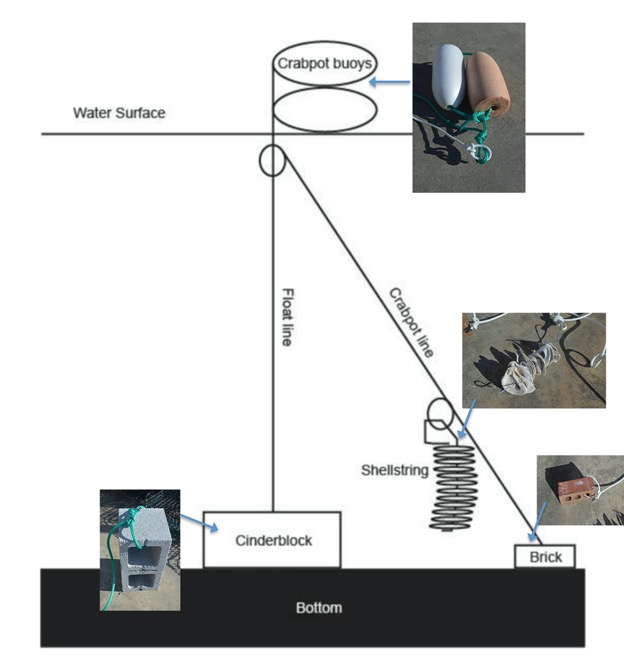 Crabpot buoys
Water Surface
Float line
Crabpot line
Shellstring
Cinderblock
Brick
Bottom